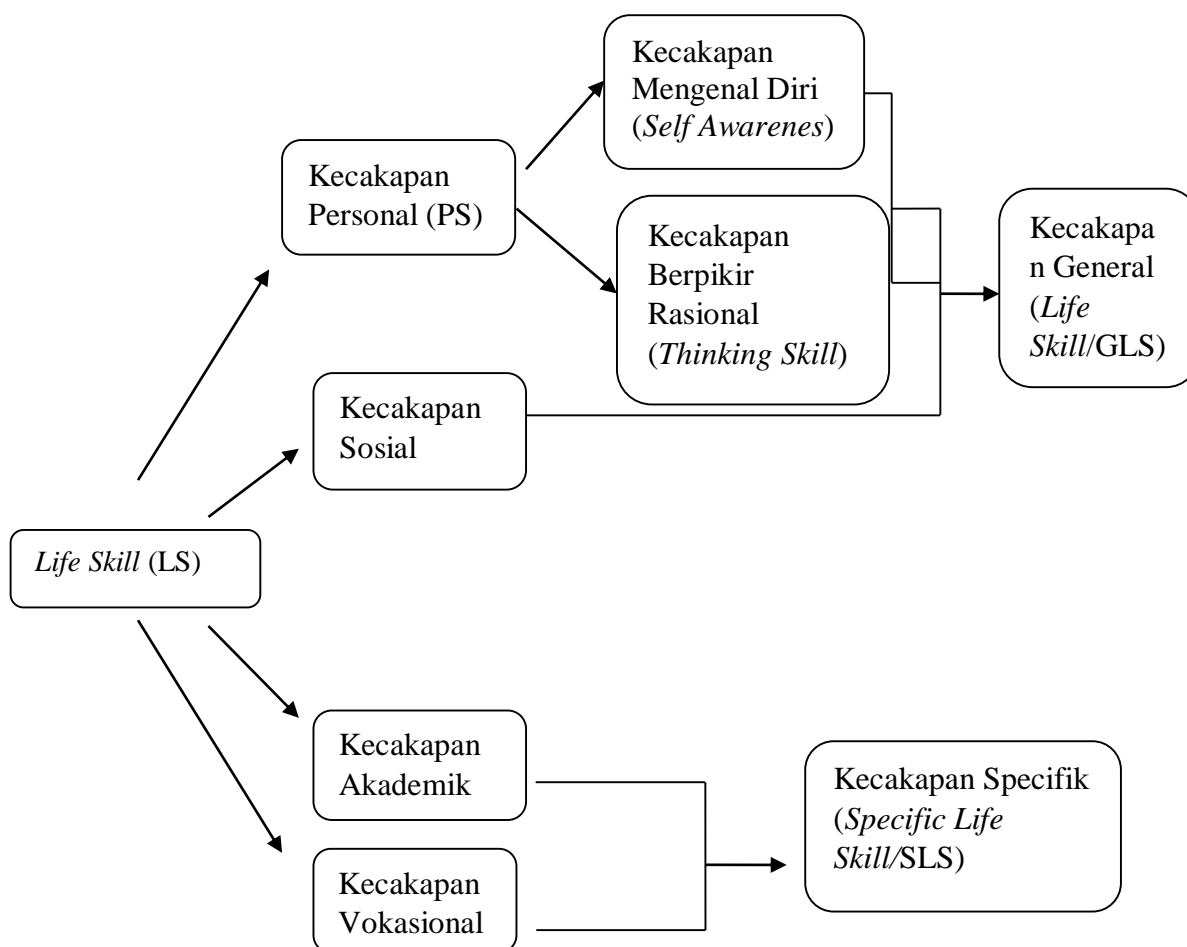 Kecakapan
Mengenal Diri
(Self Awarenes)
Kecakapan
Personal (PS)
Kecakapan
Berpikir
Rasional
(Thinking Skill)
Kecakapa
n General
(Life
Skill/GLS)
Kecakapan
Sosial
Life Skill (LS)
Kecakapan
Akademik
Kecakapan Specifik
(Specific Life
Skill/SLS)
Kecakapan
Vokasional